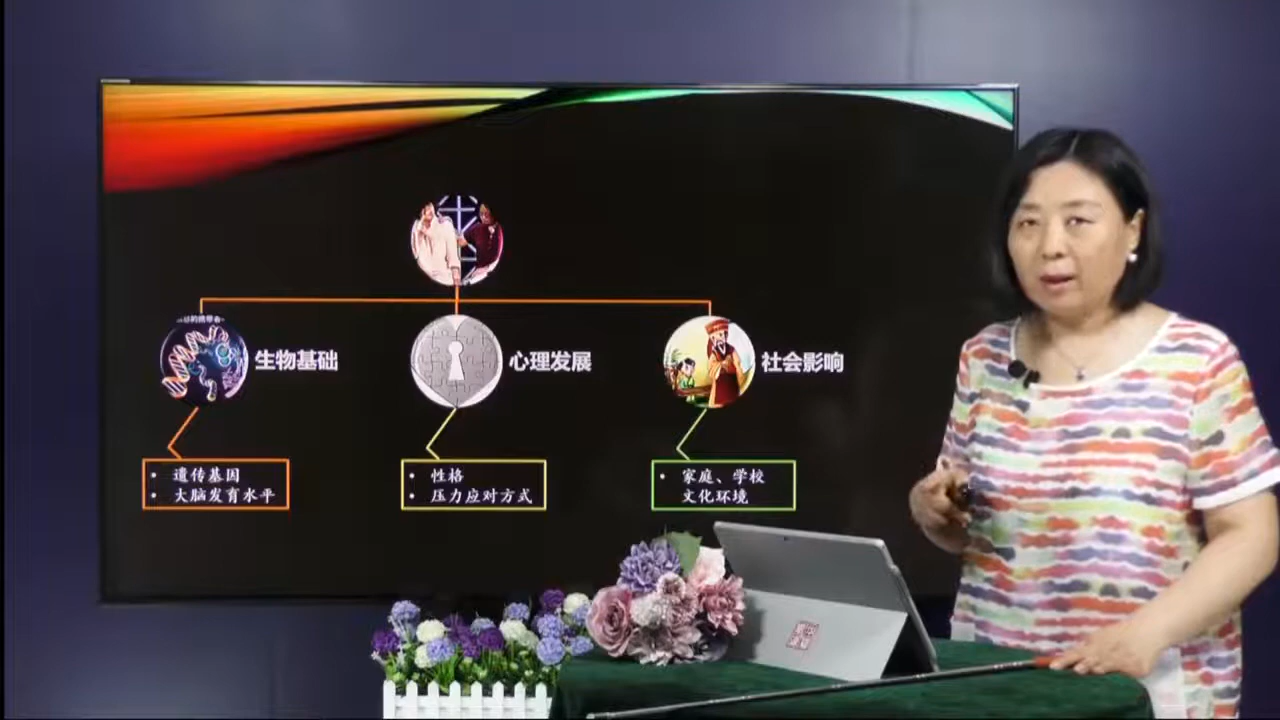 生物基础
心理发展
社会影响
• 遗传基因
• 大脑发育水平
• 性格
• 压力应对方式
• 家庭、学校
文化环境